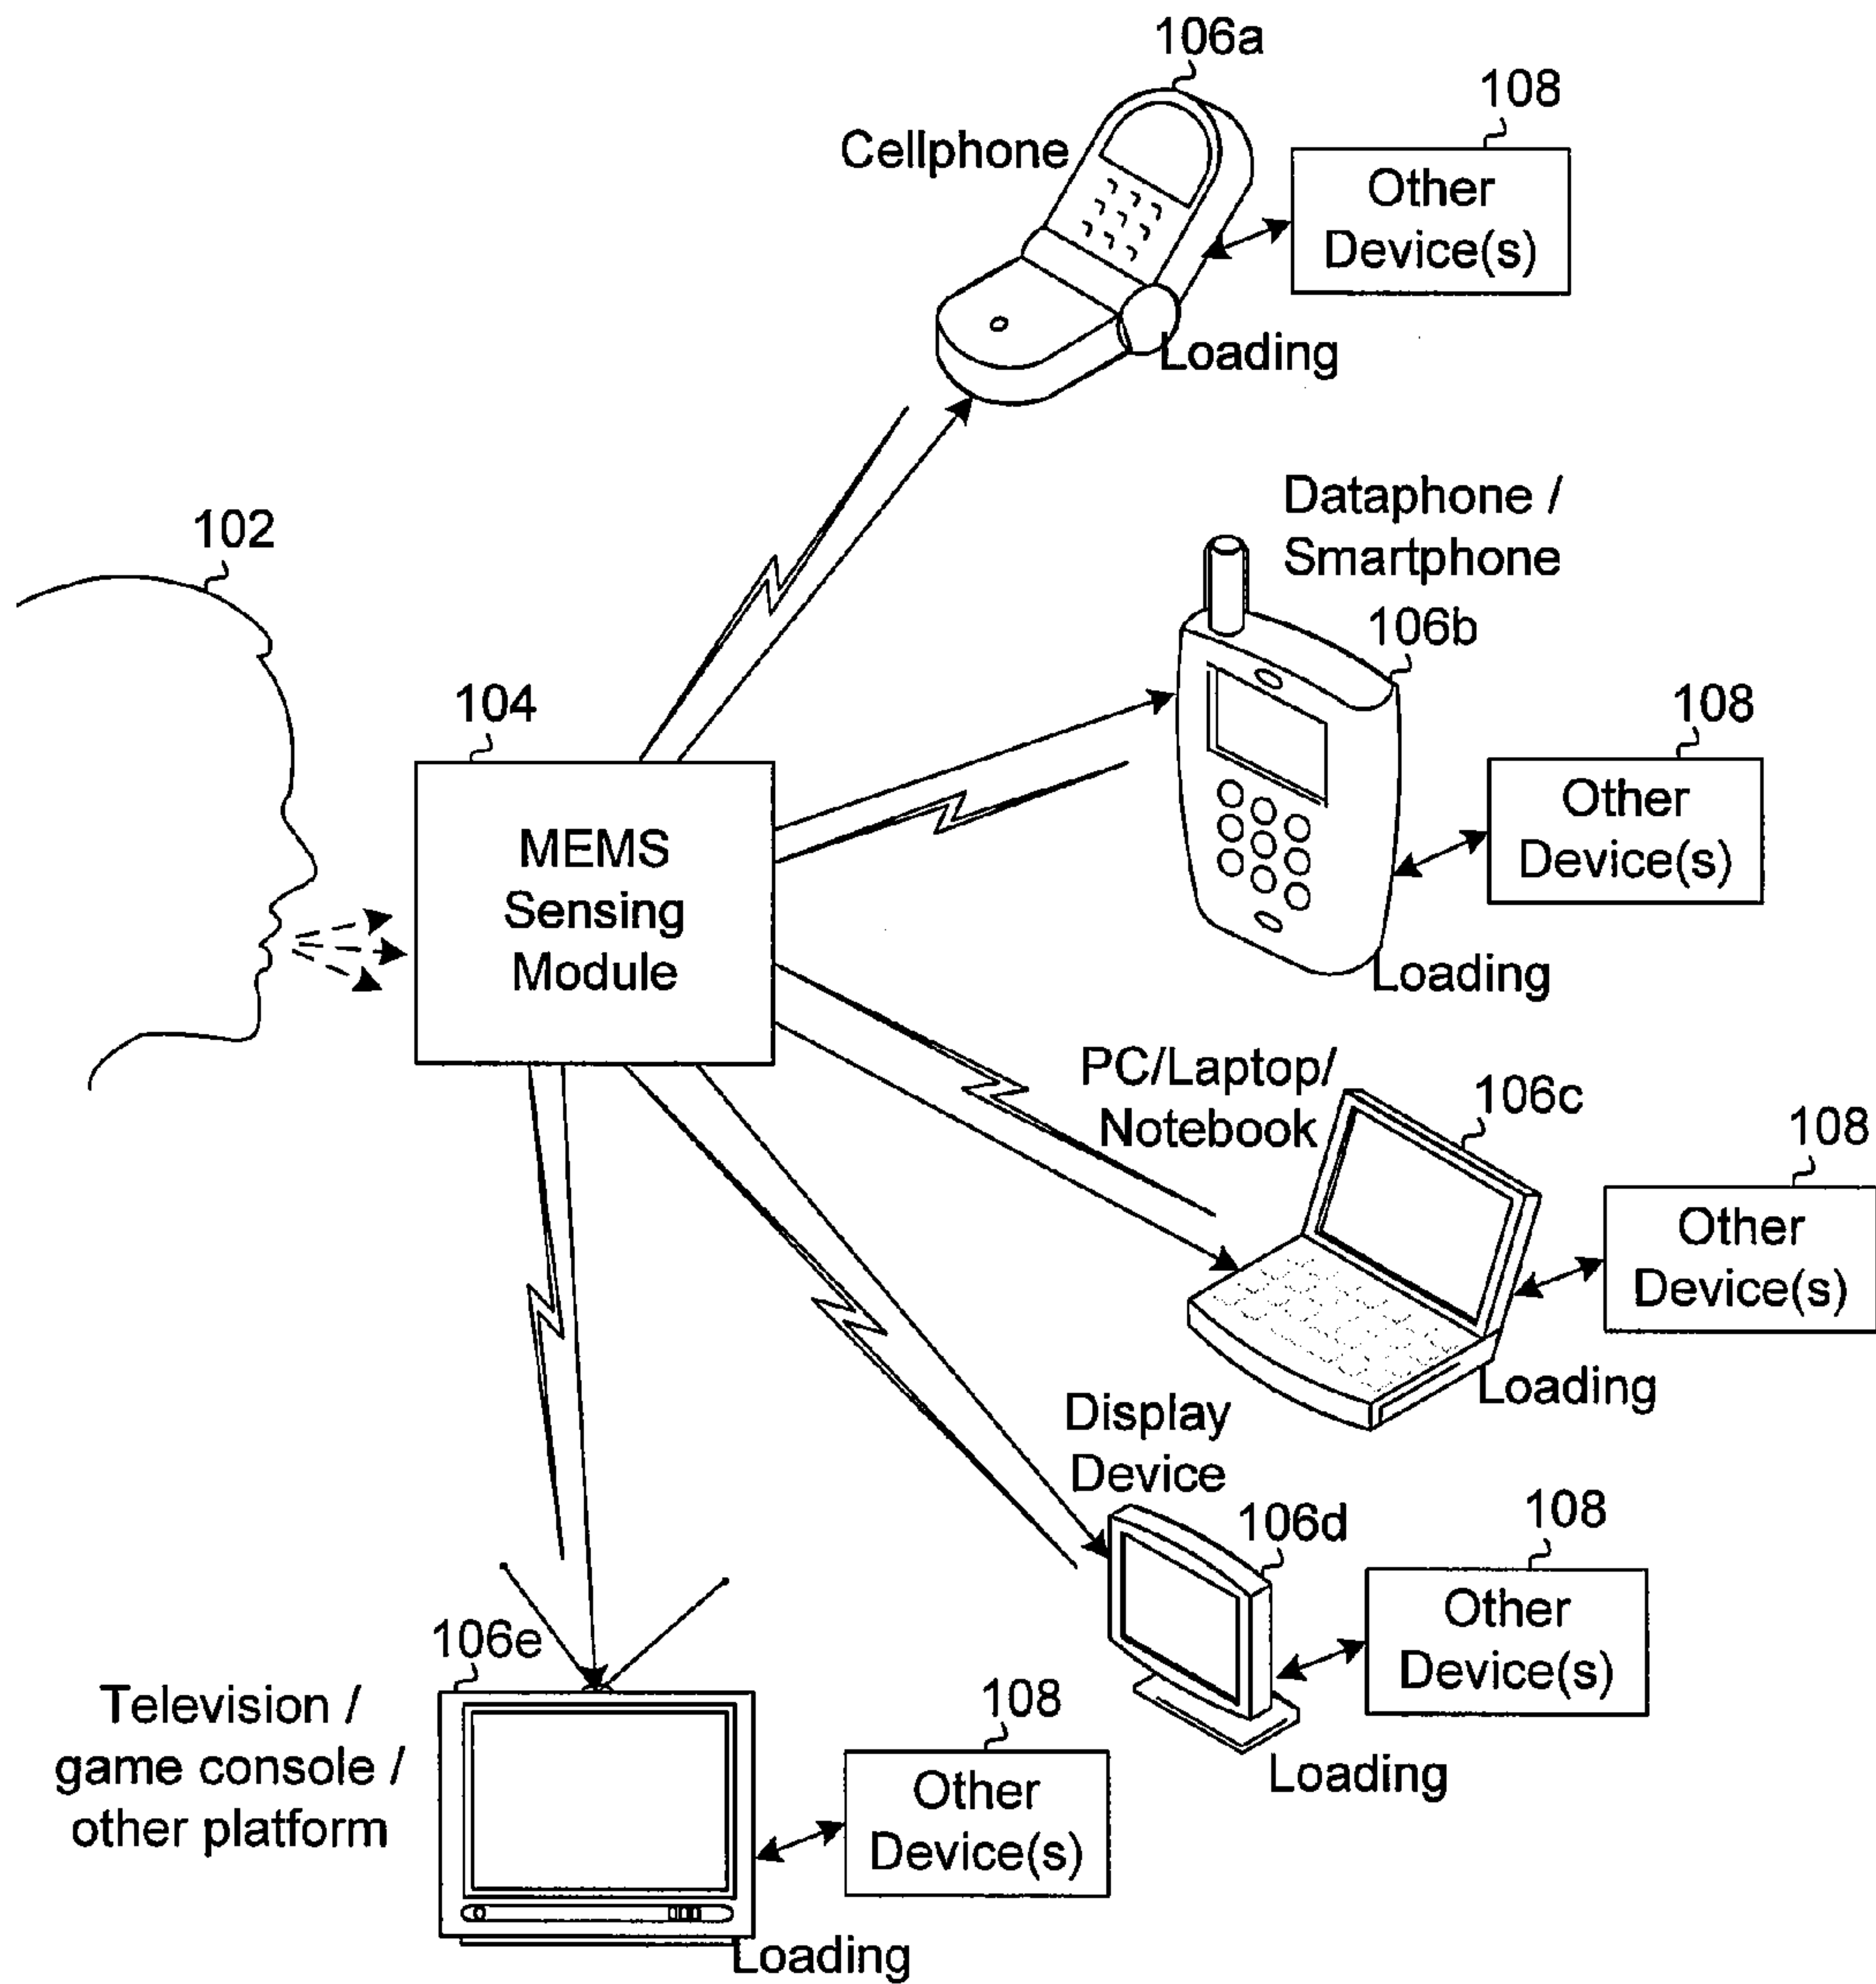 106a
108
Cellphone
Other
Device(s)
Loading
Dataphone /
Smartphone
102
106b
104
108
MEMS
Sensing
Module
Other
Device(s)
Loading
PC/Laptop/
Notebook
106c
108
Other
Device(s)
Loading
Display
Device
106d
108
Other
Device(s)
Loading
106e
Television /
game console /
other platform
108
Other
Device(s)
Loading